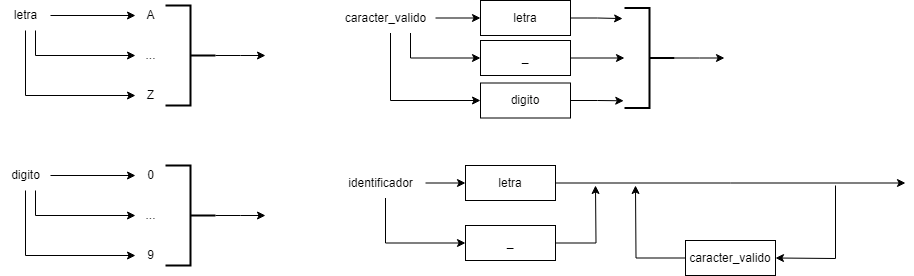 letra
A
...
Z
caracter_valido
letra
_
digito
digito
0
...
9
identificador
letra
_
caracter_valido